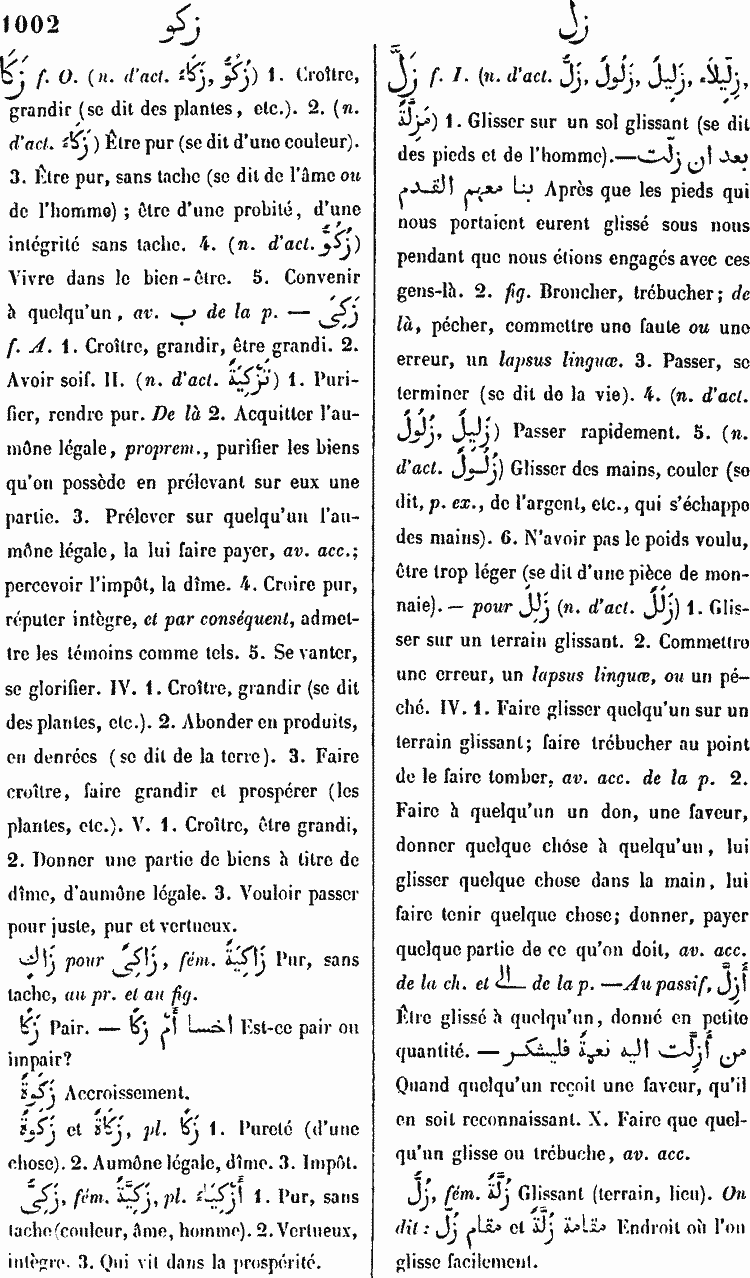 1002
زكو
زل
زَكَا f. O. (n. d'act. زَكَاءٌ, زُكُوٌّ) 1. Croître,
grandir (se dit des plantes, etc.). 2. (n.
d'act. زَكَاءٌ) Être pur (se dit d'une couleur).
3. Être pur, sans tache (se dit de l'âme ou
de l'homme) ; être d'une probité, d'une
intégrité sans tache. 4. (n. d'act. زُكُوٌّ)
Vivre dans le bien-être. 5. Convenir
à quelqu'un, av. ب de la p. — زَكِىَ
f. A. 1. Croître, grandir, être grandi. 2.
Avoir soif. II. (n. d'act. تَزْكِيَةٌ) 1. Puri-
fier, rendre pur. De là 2. Acquitter l'au-
mône légale, proprem., purifier les biens
qu'on possède en prélevant sur eux une
partie. 3. Prélever sur quelqu'un l'au-
mône légale, la lui faire payer, av. acc.;
percevoir l'impôt, la dîme. 4. Croire pur,
réputer intègre, et par conséquent, admet-
tre les témoins comme tels. 5. Se vanter,
se glorifier. IV. 1. Croître, grandir (se dit
des plantes, etc.). 2. Abonder en produits,
en denrées (se dit de la terre). 3. Faire
croître, faire grandir et prospérer (les
plantes, etc.). V. 1. Croître, être grandi,
2. Donner une partie de biens à titre de
dîme, d'aumône légale. 3. Vouloir passer
pour juste, pur et vertueux.
زَاكٍ pour زَاكِىٌ, fém. زَاكِيَةٌ Pur, sans
tache, au pr. et au fig.
زَكًا Pair. — اخسا أَمْ زَكًا Est-ce pair ou
impair?
زَكْوَةٌ Accroissement.
زَكٰوةٌ et زَكَاةٌ, pl. زَكًا 1. Pureté (d'une
chose). 2. Aumône légale, dîme. 3. Impôt.
زَكِىٌّ, fém. زَكِيَّةٌ, pl. أَزْكِيَاءُ 1. Pur, sans
tache (couleur, âme, homme). 2. Vertueux,
intègre. 3. Qui vit dans la prospérité.
زَلَّ f. I. (n. d'act. زَلٌّ, زُلُولٌ, زَلِيلٌ, زِلِّيلَاءُ,
مَزَلَّةٌ) 1. Glisser sur un sol glissant (se dit
des pieds et de l'homme).— بعد ان زلّت
بنا معهم القدم Après que les pieds qui
nous portaient eurent glissé sous nous
pendant que nous étions engagés avec ces
gens-là. 2. fig. Broncher, trébucher; de
là, pécher, commettre une faute ou une
erreur, un lapsus linguæ. 3. Passer, se
terminer (se dit de la vie). 4. (n. d'act.
زَلِيلٌ, زُلُولٌ) Passer rapidement. 5. (n.
d'act. زُلُولٌ) Glisser des mains, couler (se
dit, p. ex., de l'argent, etc., qui s'échappe
des mains). 6. N'avoir pas le poids voulu,
être trop léger (se dit d'une pièce de mon-
naie).— pour زَلِلَ (n. d'act. زَلَلٌ) 1. Glis-
ser sur un terrain glissant. 2. Commettre
une erreur, un lapsus linguæ, ou un pé-
ché. IV. 1. Faire glisser quelqu'un sur un
terrain glissant; faire trébucher au point
de le faire tomber, av. acc. de la p. 2.
Faire à quelqu'un un don, une faveur,
donner quelque chóse à quelqu'un, lui
glisser quelque chose dans la main, lui
faire tenir quelque chose; donner, payer
quelque partie de ce qu'on doit, av. acc.
de la ch. et الى de la p. —Au passif, أُزِلَّ
Être glissé à quelqu'un, donné en petite
quantité. — من أُزِلَّت اليه نعمةٌ فليشكر
Quand quelqu'un reçoit une faveur, qu'il
en soit reconnaissant. X. Faire que quel-
qu'un glisse ou trébuche, av. acc.
زَلٌّ, fém. زَلَّةٌ Glissant (terrain, lieu). On
dit : مقام زَلٌّ et مقامة زَلَّةٌ Endroit où l'on
glisse facilement.